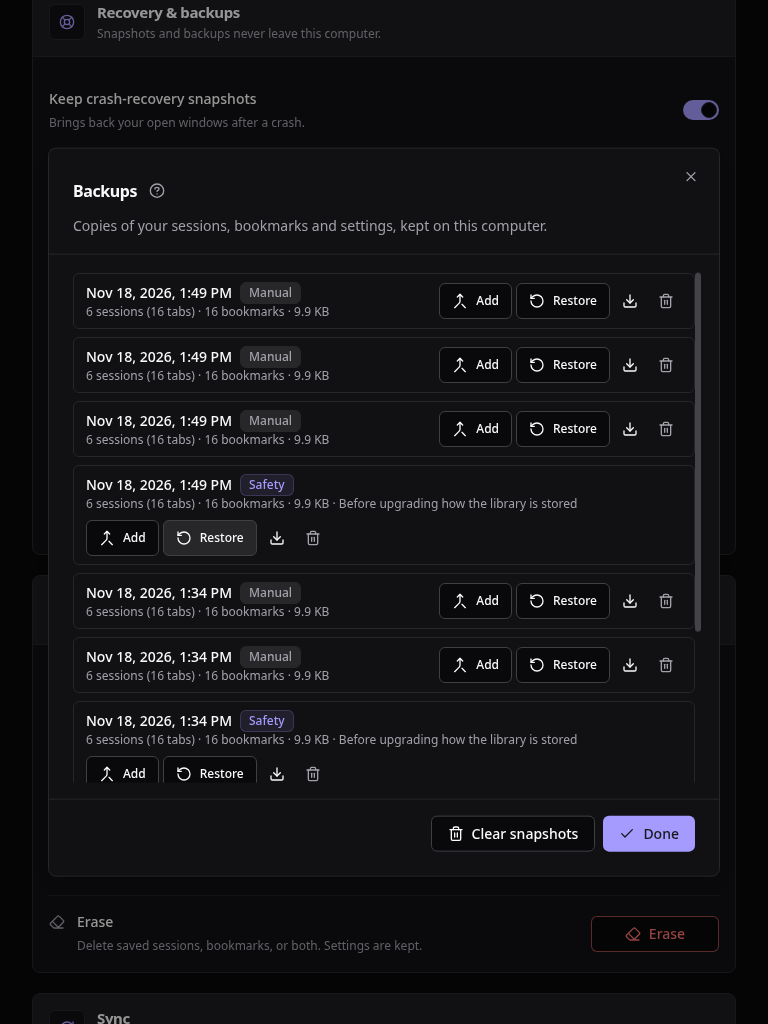 Recovery & backups
Snapshots and backups never leave this computer.
Keep crash-recovery snapshots
Brings back your open windows after a crash.
Backups
Copies of your sessions, bookmarks and settings, kept on this computer.
Nov 18, 2026, 1:49 PM Manual
6 sessions (16 tabs) · 16 bookmarks · 9.9 KB
Add Restore
Nov 18, 2026, 1:49 PM Manual
6 sessions (16 tabs) · 16 bookmarks · 9.9 KB
Add Restore
Nov 18, 2026, 1:49 PM Manual
6 sessions (16 tabs) · 16 bookmarks · 9.9 KB
Add Restore
Nov 18, 2026, 1:49 PM Safety
6 sessions (16 tabs) · 16 bookmarks · 9.9 KB · Before upgrading how the library is stored
Add Restore
Nov 18, 2026, 1:34 PM Manual
6 sessions (16 tabs) · 16 bookmarks · 9.9 KB
Add Restore
Nov 18, 2026, 1:34 PM Manual
6 sessions (16 tabs) · 16 bookmarks · 9.9 KB
Add Restore
Nov 18, 2026, 1:34 PM Safety
6 sessions (16 tabs) · 16 bookmarks · 9.9 KB · Before upgrading how the library is stored
Add Restore
Clear snapshots Done
Erase
Delete saved sessions, bookmarks, or both. Settings are kept.
Erase
Sync